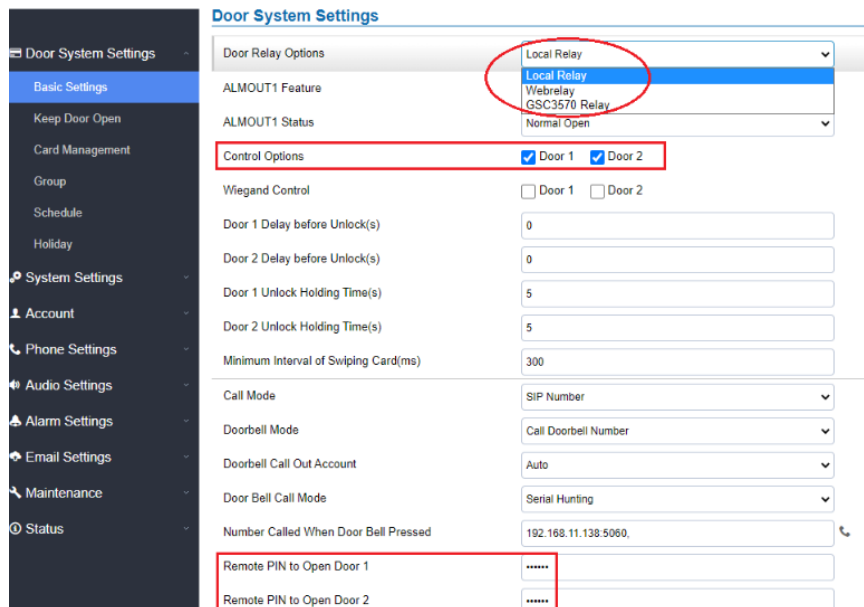 Door System Settings
Door System Settings
Basic Settings
Keep Door Open
Card Management
Group
Schedule
Holiday
System Settings
Account
Phone Settings
Audio Settings
Alarm Settings
Email Settings
Maintenance
Status
Door Relay Options Local Relay
Local Relay
Webrelay
GSC3570 Relay
ALMOUT1 Feature
ALMOUT1 Status Normal Open
Control Options Door 1 Door 2
Wiegand Control Door 1 Door 2
Door 1 Delay before Unlock(s) 0
Door 2 Delay before Unlock(s) 0
Door 1 Unlock Holding Time(s) 5
Door 2 Unlock Holding Time(s) 5
Minimum Interval of Swiping Card(ms) 300
Call Mode SIP Number
Doorbell Mode Call Doorbell Number
Doorbell Call Out Account Auto
Door Bell Call Mode Serial Hunting
Number Called When Door Bell Pressed 192.168.11.138:5060,
Remote PIN to Open Door 1 ••••••
Remote PIN to Open Door 2 ••••••